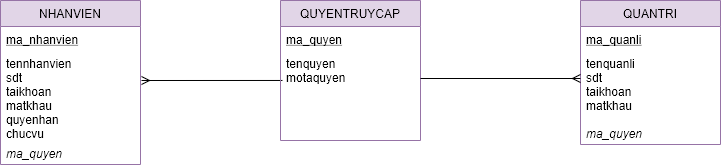 NHANVIEN
ma_nhanvien
tennhanvien
sdt
taikhoan
matkhau
quyenhan
chucvu
ma_quyen
QUYENTRUYCAP
ma_quyen
tenquyen
motaquyen
QUANTRI
ma_quanli
tenquanli
sdt
taikhoan
matkhau
ma_quyen